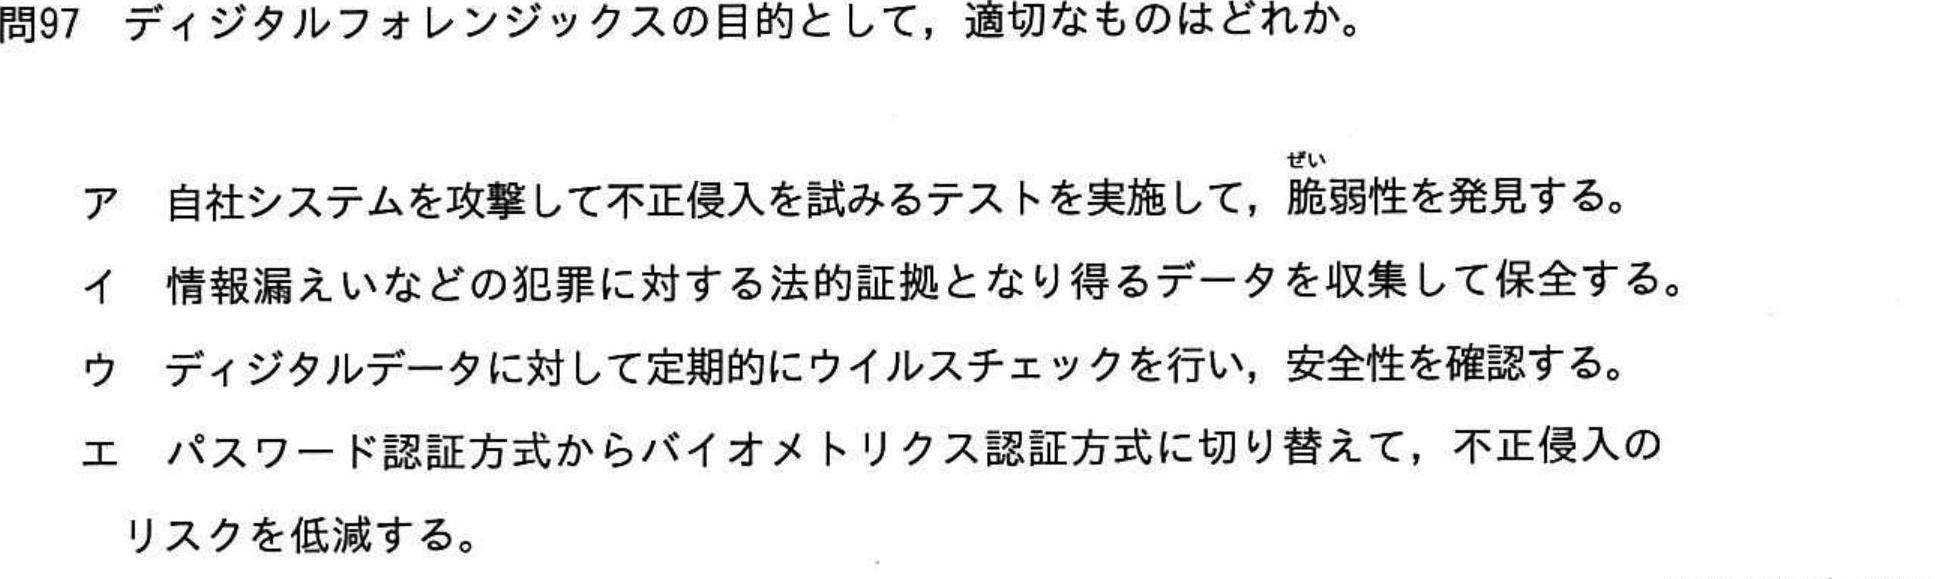 問97　ディジタルフォレンジックスの目的として，適切なものはどれか。
ぜい
ア　自社システムを攻撃して不正侵入を試みるテストを実施して，脆弱性を発見する。
イ　情報漏えいなどの犯罪に対する法的証拠となり得るデータを収集して保全する。
ウ　ディジタルデータに対して定期的にウイルスチェックを行い，安全性を確認する。
エ　パスワード認証方式からバイオメトリクス認証方式に切り替えて，不正侵入の
リスクを低減する。